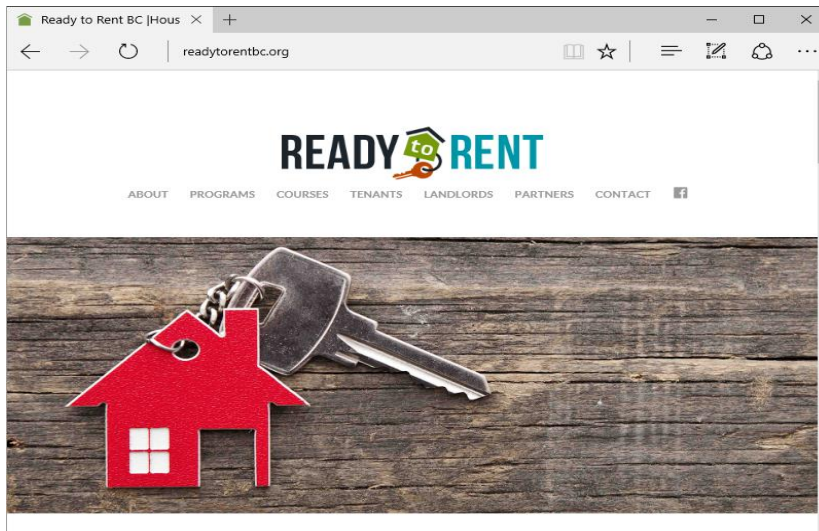 Ready to Rent BC |Hous
readytorentbc.org
READY to RENT
ABOUT PROGRAMS COURSES TENANTS LANDLORDS PARTNERS CONTACT